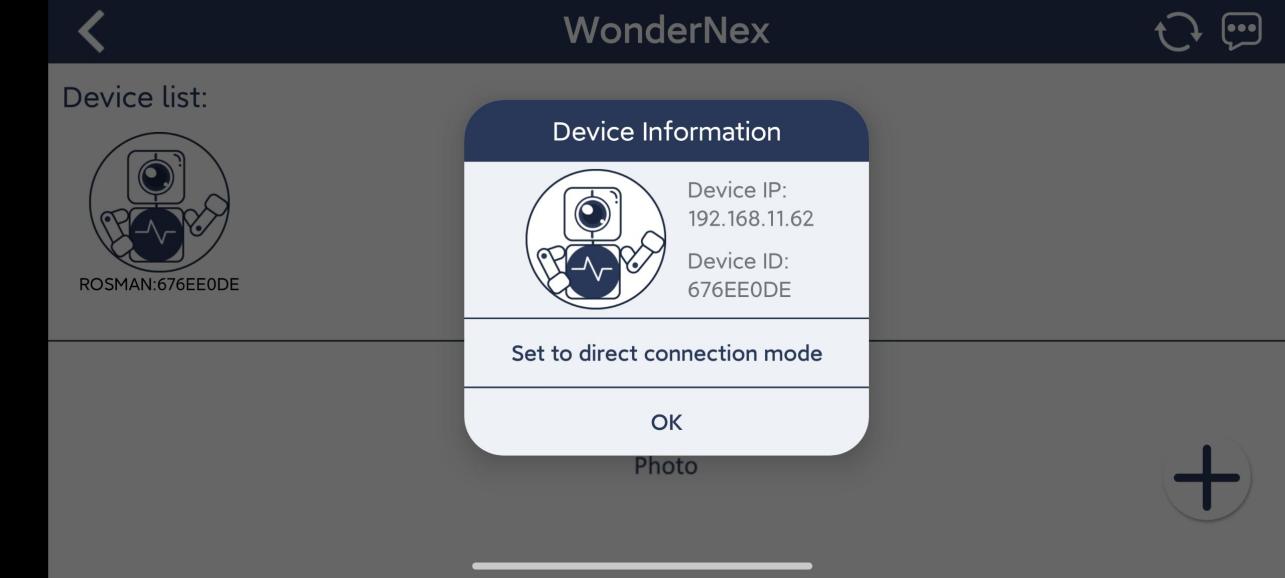 WonderNex
Device list:
ROSMAN:676EE0DE
Device Information
Device IP:
192.168.11.62
Device ID:
676EE0DE
Set to direct connection mode
OK
Photo